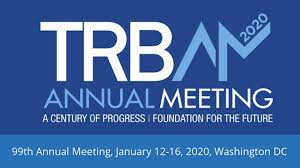 TRBAM 2020
ANNUAL MEETING
A CENTURY OF PROGRESS | FOUNDATION FOR THE FUTURE
99th Annual Meeting, January 12-16, 2020, Washington DC